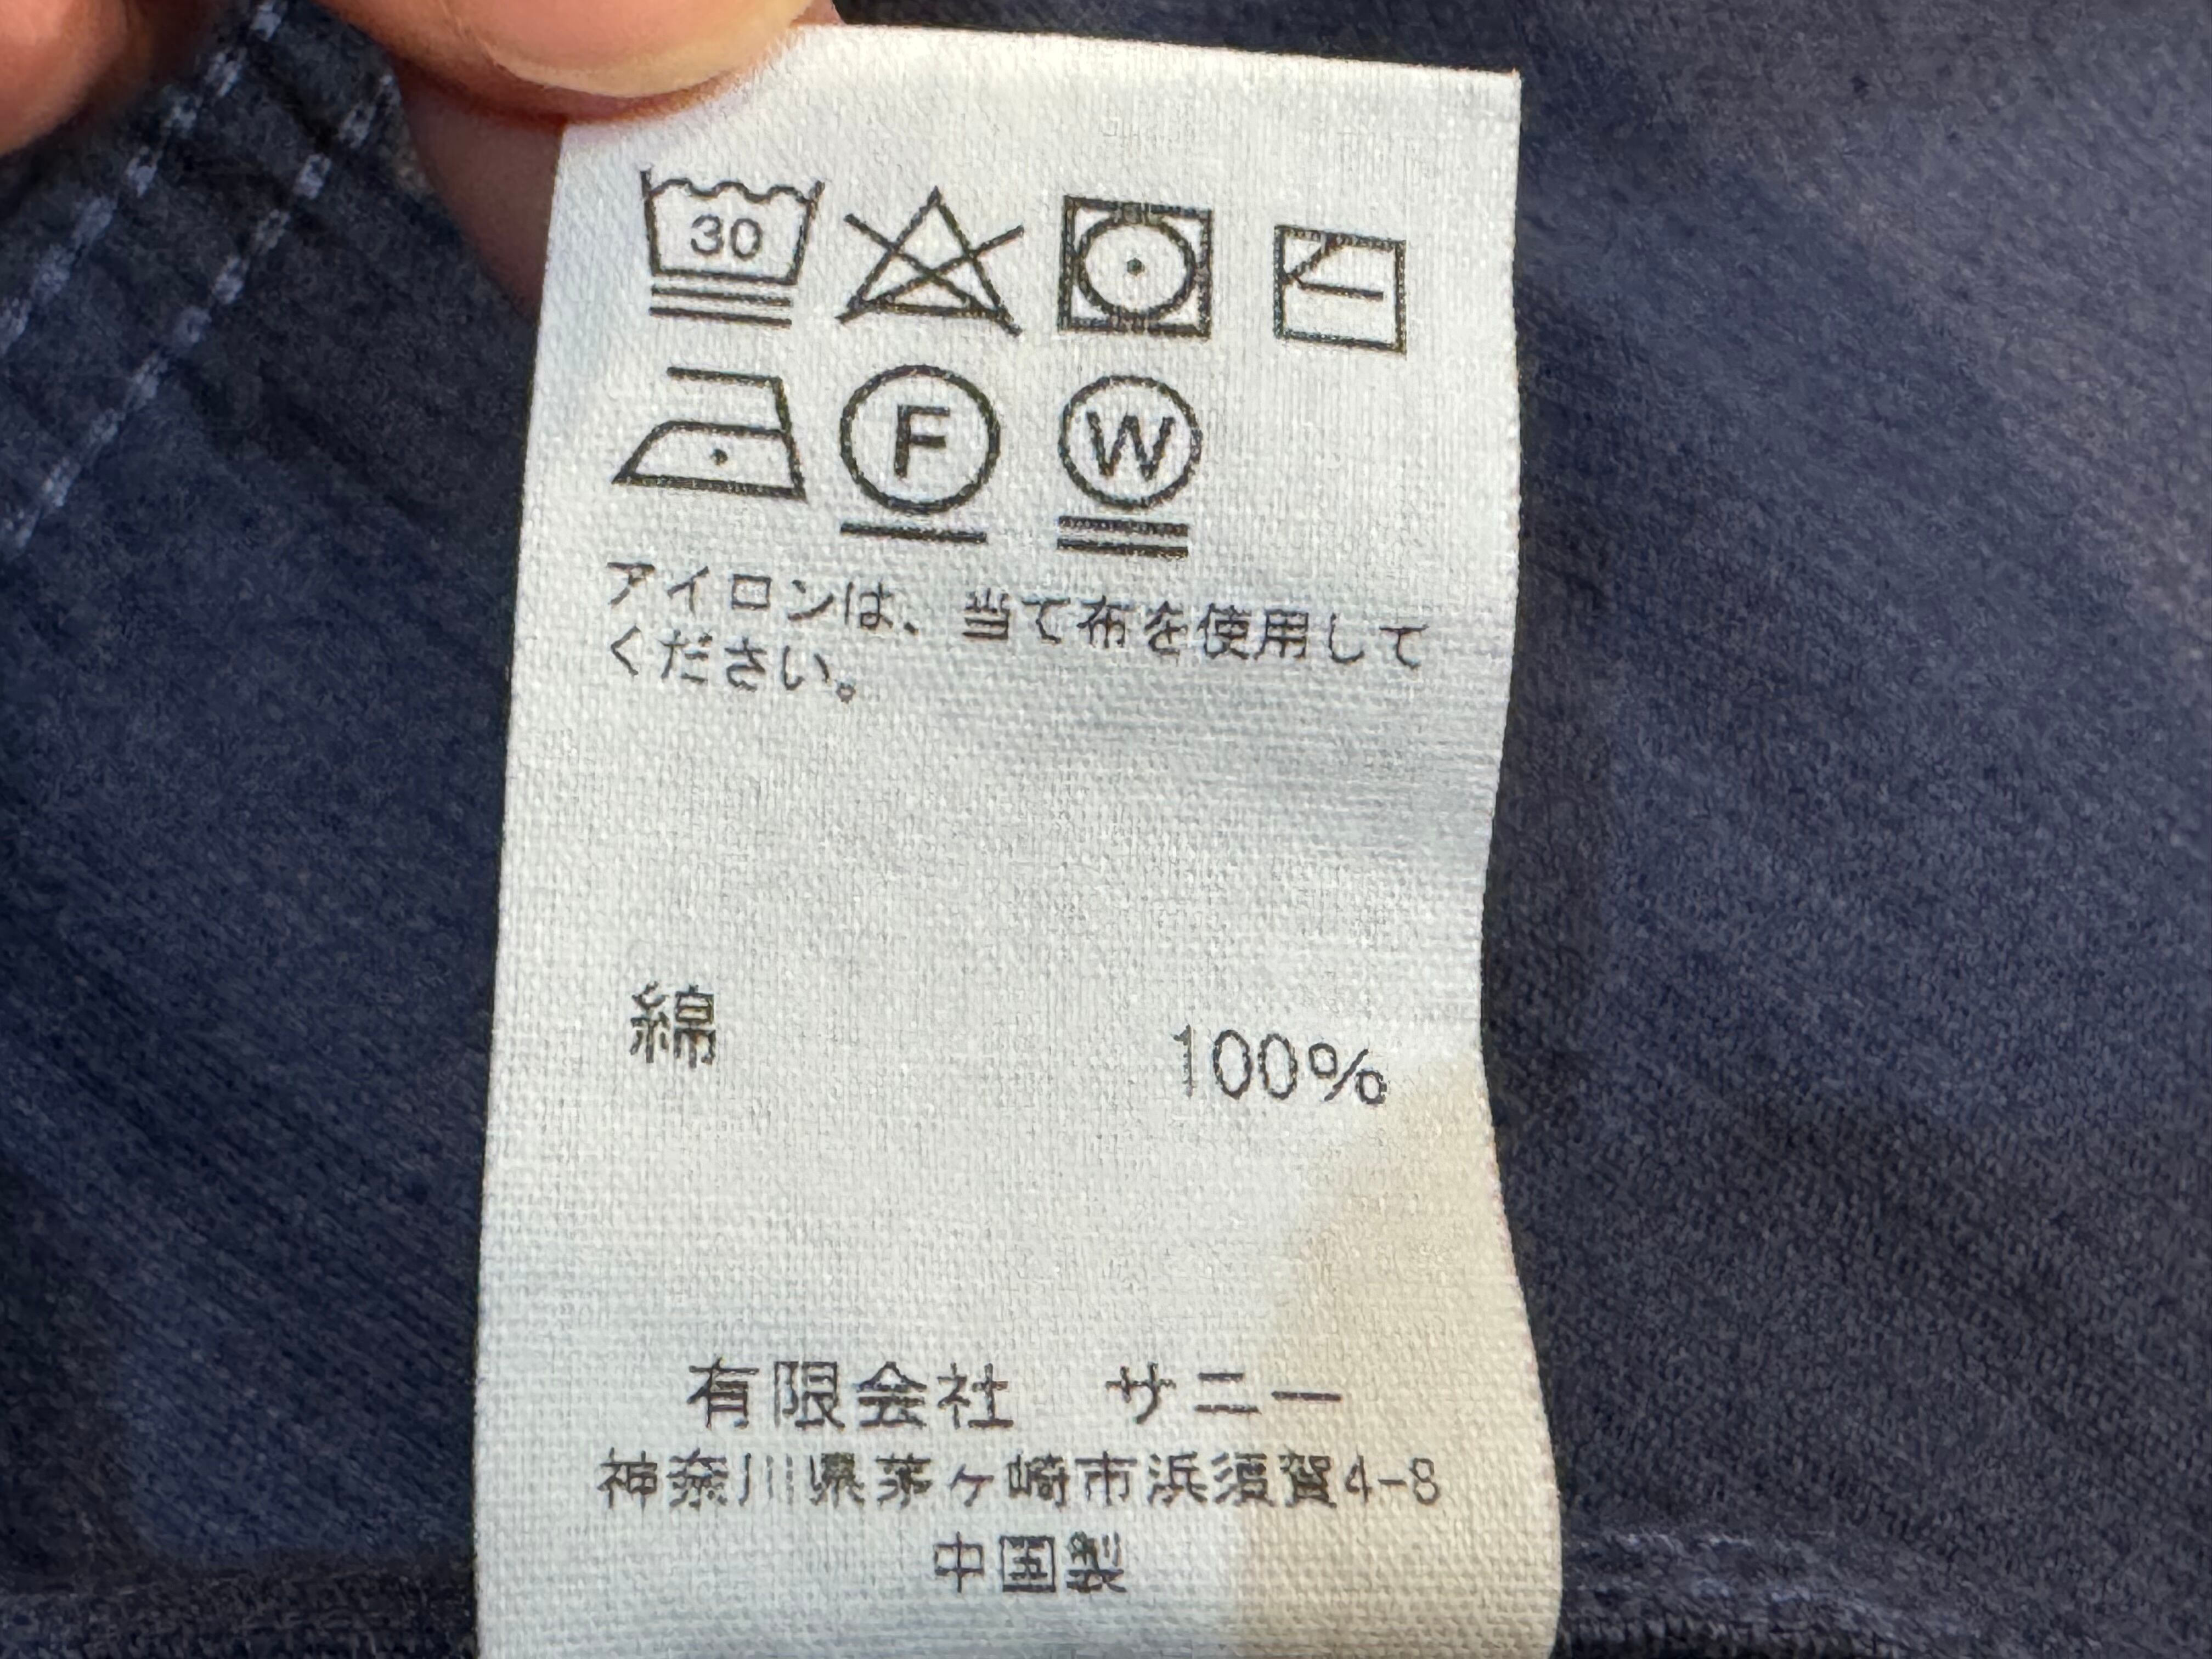 30
F W
アイロンは、当て布を使用して
ください。
綿 100%
有限会社 サニー
神奈川県茅ヶ崎市浜須賀4-8
中国製